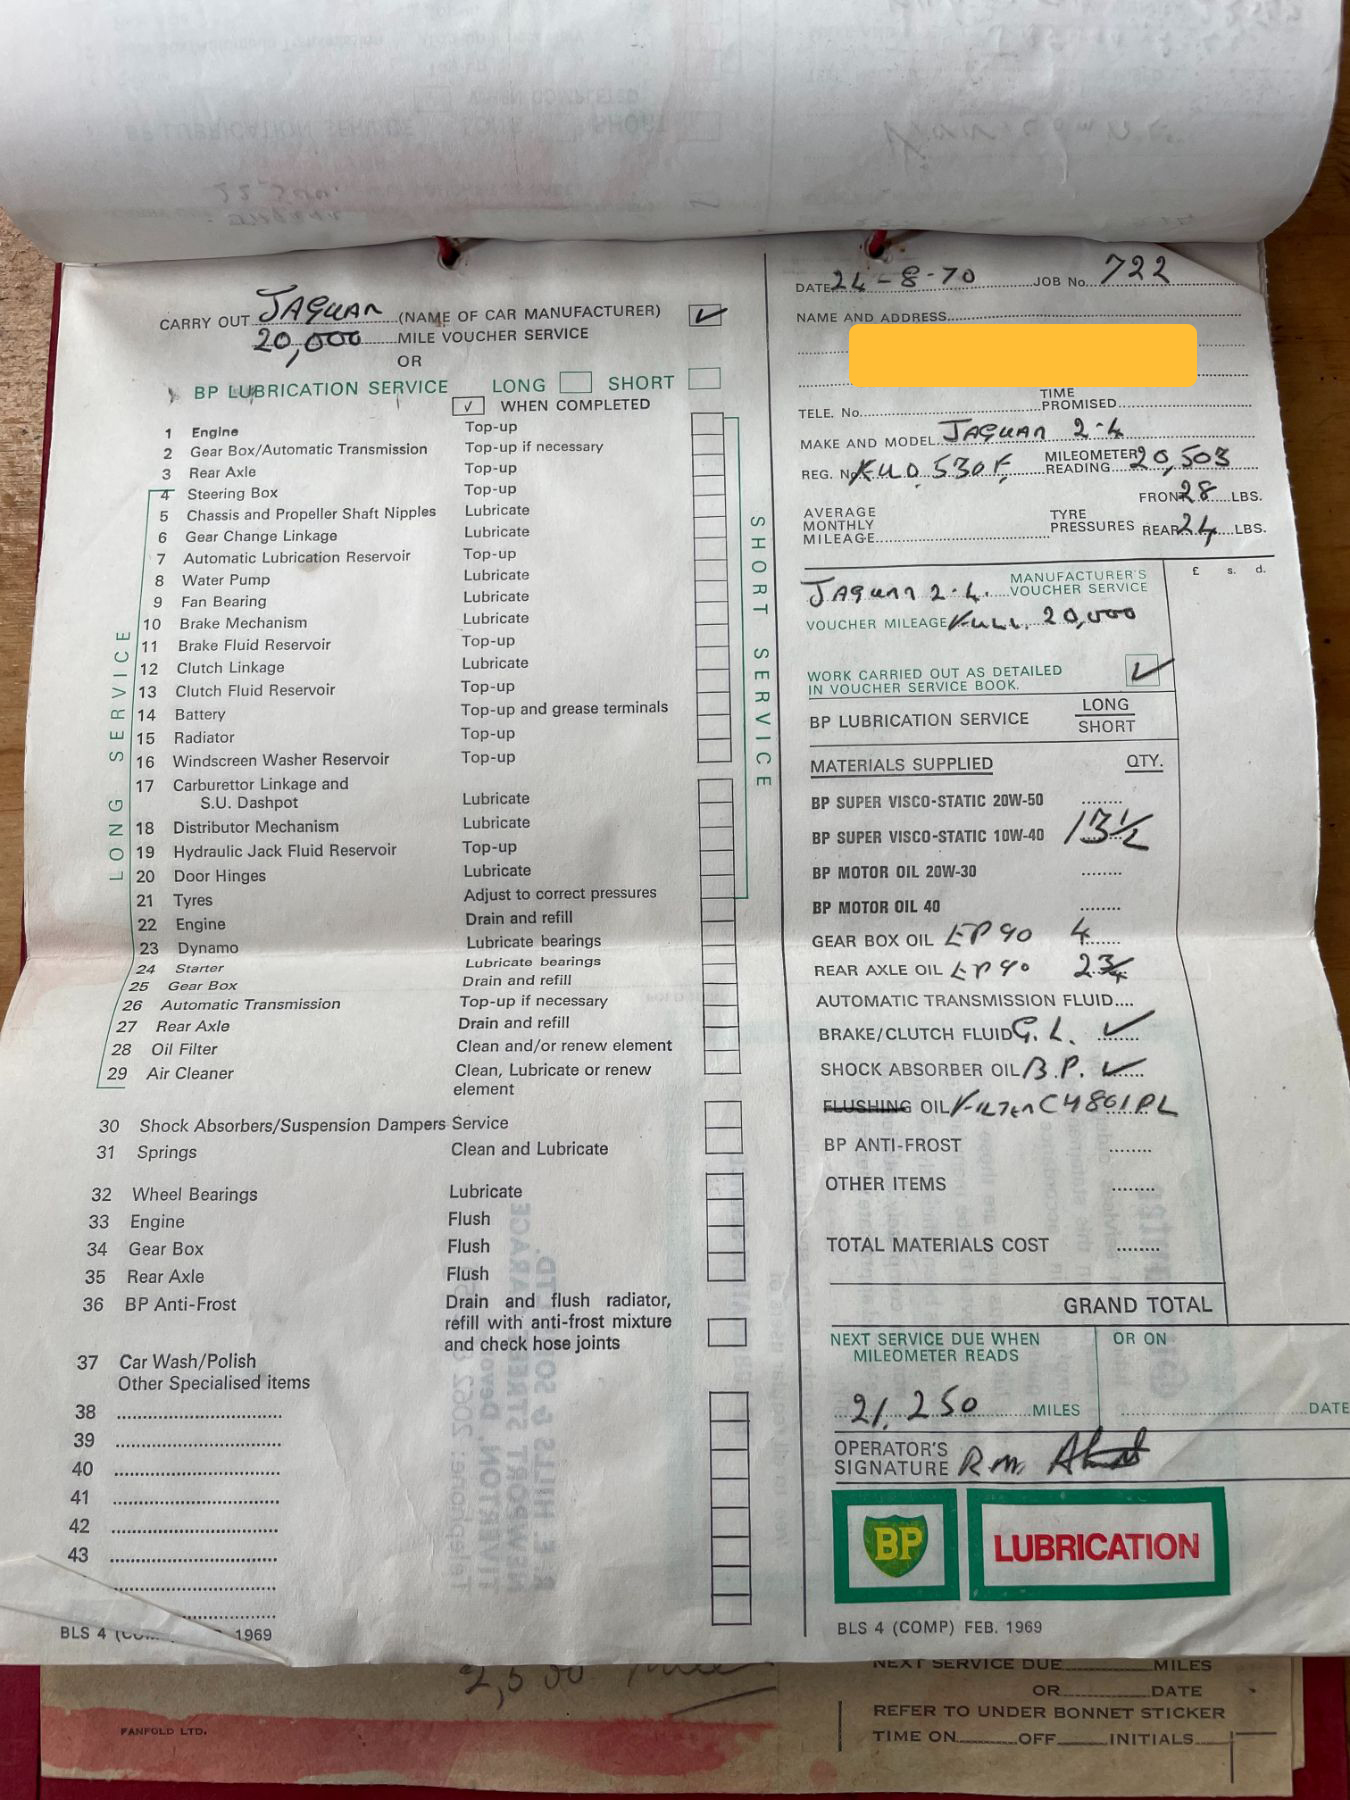 CARRY OUT JAGUAR (NAME OF CAR MANUFACTURER) ✓
20,000 MILE VOUCHER SERVICE
OR
BP LUBRICATION SERVICE LONG SHORT
✓ WHEN COMPLETED
1 Engine Top-up
2 Gear Box/Automatic Transmission Top-up if necessary
3 Rear Axle Top-up
4 Steering Box Top-up
5 Chassis and Propeller Shaft Nipples Lubricate
6 Gear Change Linkage Lubricate
7 Automatic Lubrication Reservoir Top-up
8 Water Pump Lubricate
9 Fan Bearing Lubricate
10 Brake Mechanism Lubricate
11 Brake Fluid Reservoir Top-up
12 Clutch Linkage Lubricate
13 Clutch Fluid Reservoir Top-up
14 Battery Top-up and grease terminals
15 Radiator Top-up
16 Windscreen Washer Reservoir Top-up
17 Carburettor Linkage and
S.U. Dashpot Lubricate
18 Distributor Mechanism Lubricate
19 Hydraulic Jack Fluid Reservoir Top-up
20 Door Hinges Lubricate
21 Tyres Adjust to correct pressures
22 Engine Drain and refill
23 Dynamo Lubricate bearings
24 Starter Lubricate bearings
25 Gear Box Drain and refill
26 Automatic Transmission Top-up if necessary
27 Rear Axle Drain and refill
28 Oil Filter Clean and/or renew element
29 Air Cleaner Clean, Lubricate or renew
element
LONG SERVICE
SHORT SERVICE
30 Shock Absorbers/Suspension Dampers Service
31 Springs Clean and Lubricate
32 Wheel Bearings Lubricate
33 Engine Flush
34 Gear Box Flush
35 Rear Axle Flush
36 BP Anti-Frost Drain and flush radiator,
refill with anti-frost mixture
and check hose joints
37 Car Wash/Polish
Other Specialised items
38
39
40
41
42
43
BLS 4 1969
DATE 24-8-70 JOB No. 722
NAME AND ADDRESS
TELE. No. TIME
PROMISED
MAKE AND MODEL JAGUAR 2·4
REG. No KUO 530F MILEOMETER
READING 20,503
AVERAGE
MONTHLY
MILEAGE
TYRE
PRESSURES
FRONT 28 LBS.
REAR 24 LBS.
£ s. d.
JAGUAR 2·4. MANUFACTURER'S
VOUCHER SERVICE
VOUCHER MILEAGE FULL 20,000
WORK CARRIED OUT AS DETAILED
IN VOUCHER SERVICE BOOK. ✓
BP LUBRICATION SERVICE LONG
SHORT
MATERIALS SUPPLIED QTY.
BP SUPER VISCO-STATIC 20W-50
BP SUPER VISCO-STATIC 10W-40 13½
BP MOTOR OIL 20W-30
BP MOTOR OIL 40
GEAR BOX OIL EP90 4
REAR AXLE OIL EP90 2¾
AUTOMATIC TRANSMISSION FLUID
BRAKE/CLUTCH FLUID G.L. ✓
SHOCK ABSORBER OIL B.P. ✓
FLUSHING OIL FILTER C4861PL
BP ANTI-FROST
OTHER ITEMS
TOTAL MATERIALS COST
GRAND TOTAL
NEXT SERVICE DUE WHEN
MILEOMETER READS
21,250 MILES
OR ON
DATE
OPERATOR'S
SIGNATURE R m
BP
LUBRICATION
BLS 4 (COMP) FEB. 1969
2,500
FANFOLD LTD.
NEXT SERVICE DUE MILES
OR DATE
REFER TO UNDER BONNET STICKER
TIME ON OFF INITIALS